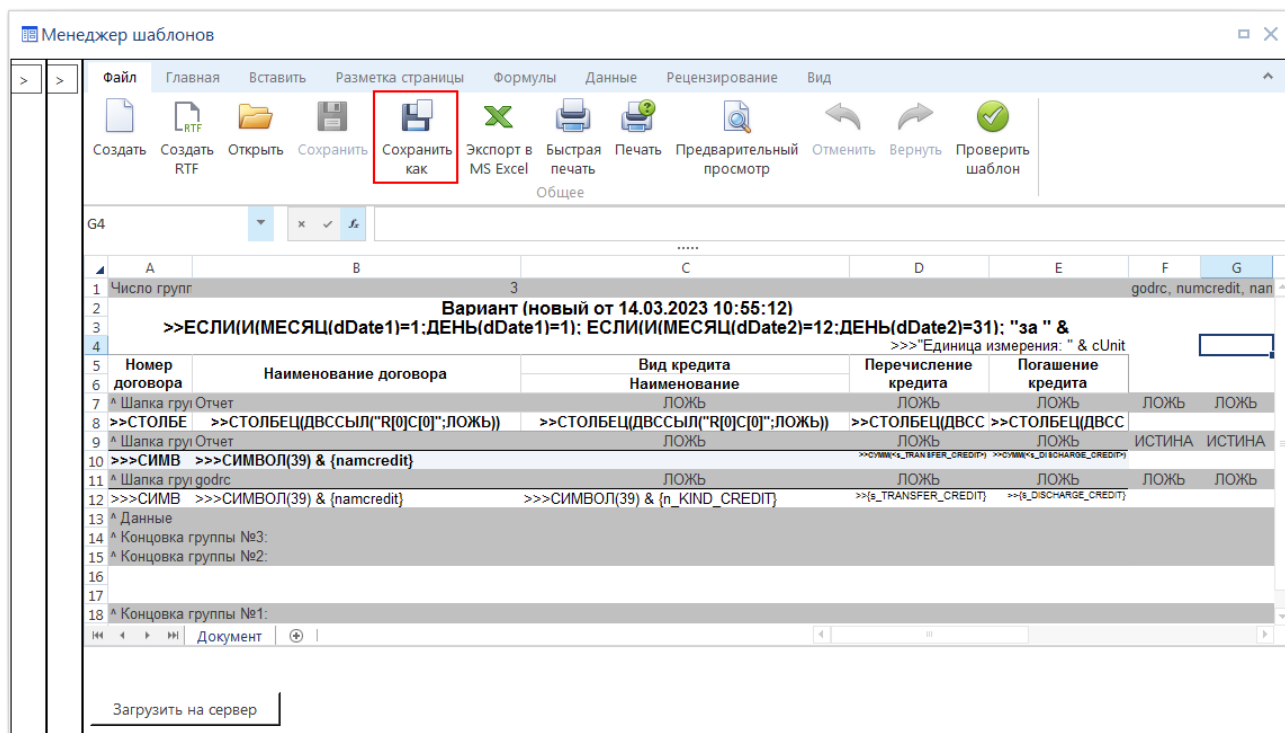 Менеджер шаблонов
> > Файл Главная Вставить Разметка страницы Формулы Данные Рецензирование Вид
Создать Создать RTF Открыть Сохранить Сохранить как Экспорт в MS Excel Быстрая печать Печать Предварительный просмотр Отменить Вернуть Проверить шаблон
Общее
G4 fx
A B C D E F G
1 Число групп 3 godrc, numcredit, nan
2 Вариант (новый от 14.03.2023 10:55:12)
3 >>ЕСЛИ(И(МЕСЯЦ(dDate1)=1;ДЕНЬ(dDate1)=1); ЕСЛИ(И(МЕСЯЦ(dDate2)=12;ДЕНЬ(dDate2)=31); "за " &
4 >>>"Единица измерения: " & cUnit
5 Номер Наименование договора Вид кредита Перечисление Погашение
6 договора Наименование кредита кредита
7 ^ Шапка гру Отчет ЛОЖЬ ЛОЖЬ ЛОЖЬ ЛОЖЬ ЛОЖЬ
8 >>СТОЛБЕ >>СТОЛБЕЦ(ДВССЫЛ("R[0]C[0]";ЛОЖЬ)) >>СТОЛБЕЦ(ДВССЫЛ("R[0]C[0]";ЛОЖЬ)) >>СТОЛБЕЦ(ДВСС >>СТОЛБЕЦ(ДВСС
9 ^ Шапка гру Отчет ЛОЖЬ ЛОЖЬ ЛОЖЬ ИСТИНА ИСТИНА
10 >>>СИМВ >>>СИМВОЛ(39) & {namcredit} >>СУММ(<s_TRANSFER_CREDIT>) >>СУММ(<s_DISCHARGE_CREDIT>)
11 ^ Шапка гру godrc ЛОЖЬ ЛОЖЬ ЛОЖЬ ЛОЖЬ ЛОЖЬ
12 >>>СИМВ >>>СИМВОЛ(39) & {namcredit} >>>СИМВОЛ(39) & {n_KIND_CREDIT} >>{s_TRANSFER_CREDIT} >>{s_DISCHARGE_CREDIT}
13 ^ Данные
14 ^ Концовка группы №3:
15 ^ Концовка группы №2:
16
17
18 ^ Концовка группы №1:
Документ
Загрузить на сервер